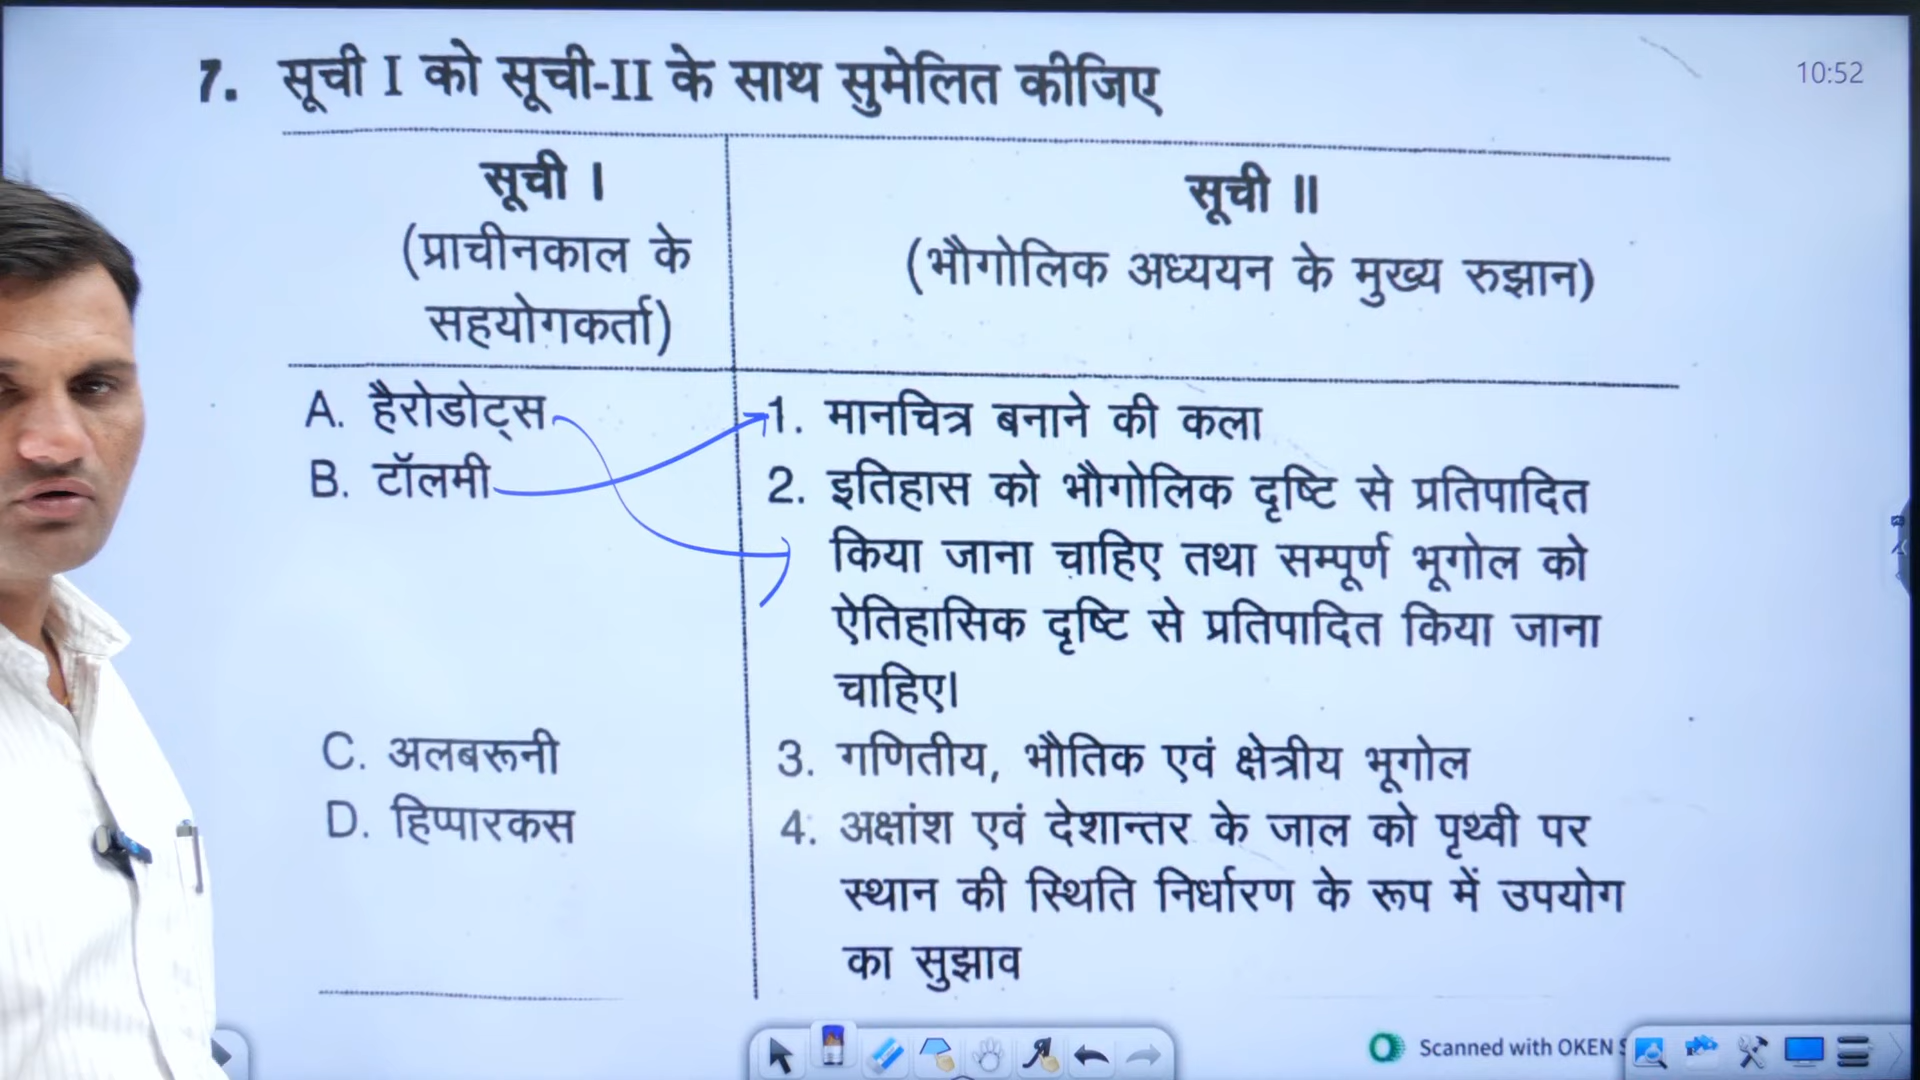 10:52
7. सूची I को सूची-II के साथ सुमेलित कीजिए
सूची I
(प्राचीनकाल के
सहयोगकर्ता)
सूची II
(भौगोलिक अध्ययन के मुख्य रुझान)
A. हैरोडोट्स
1. मानचित्र बनाने की कला
B. टॉलमी
2. इतिहास को भौगोलिक दृष्टि से प्रतिपादित
किया जाना चाहिए तथा सम्पूर्ण भूगोल को
ऐतिहासिक दृष्टि से प्रतिपादित किया जाना
चाहिए।
C. अलबरूनी
3. गणितीय, भौतिक एवं क्षेत्रीय भूगोल
D. हिप्पारकस
4. अक्षांश एवं देशान्तर के जाल को पृथ्वी पर
स्थान की स्थिति निर्धारण के रूप में उपयोग
का सुझाव
Scanned with OKEN